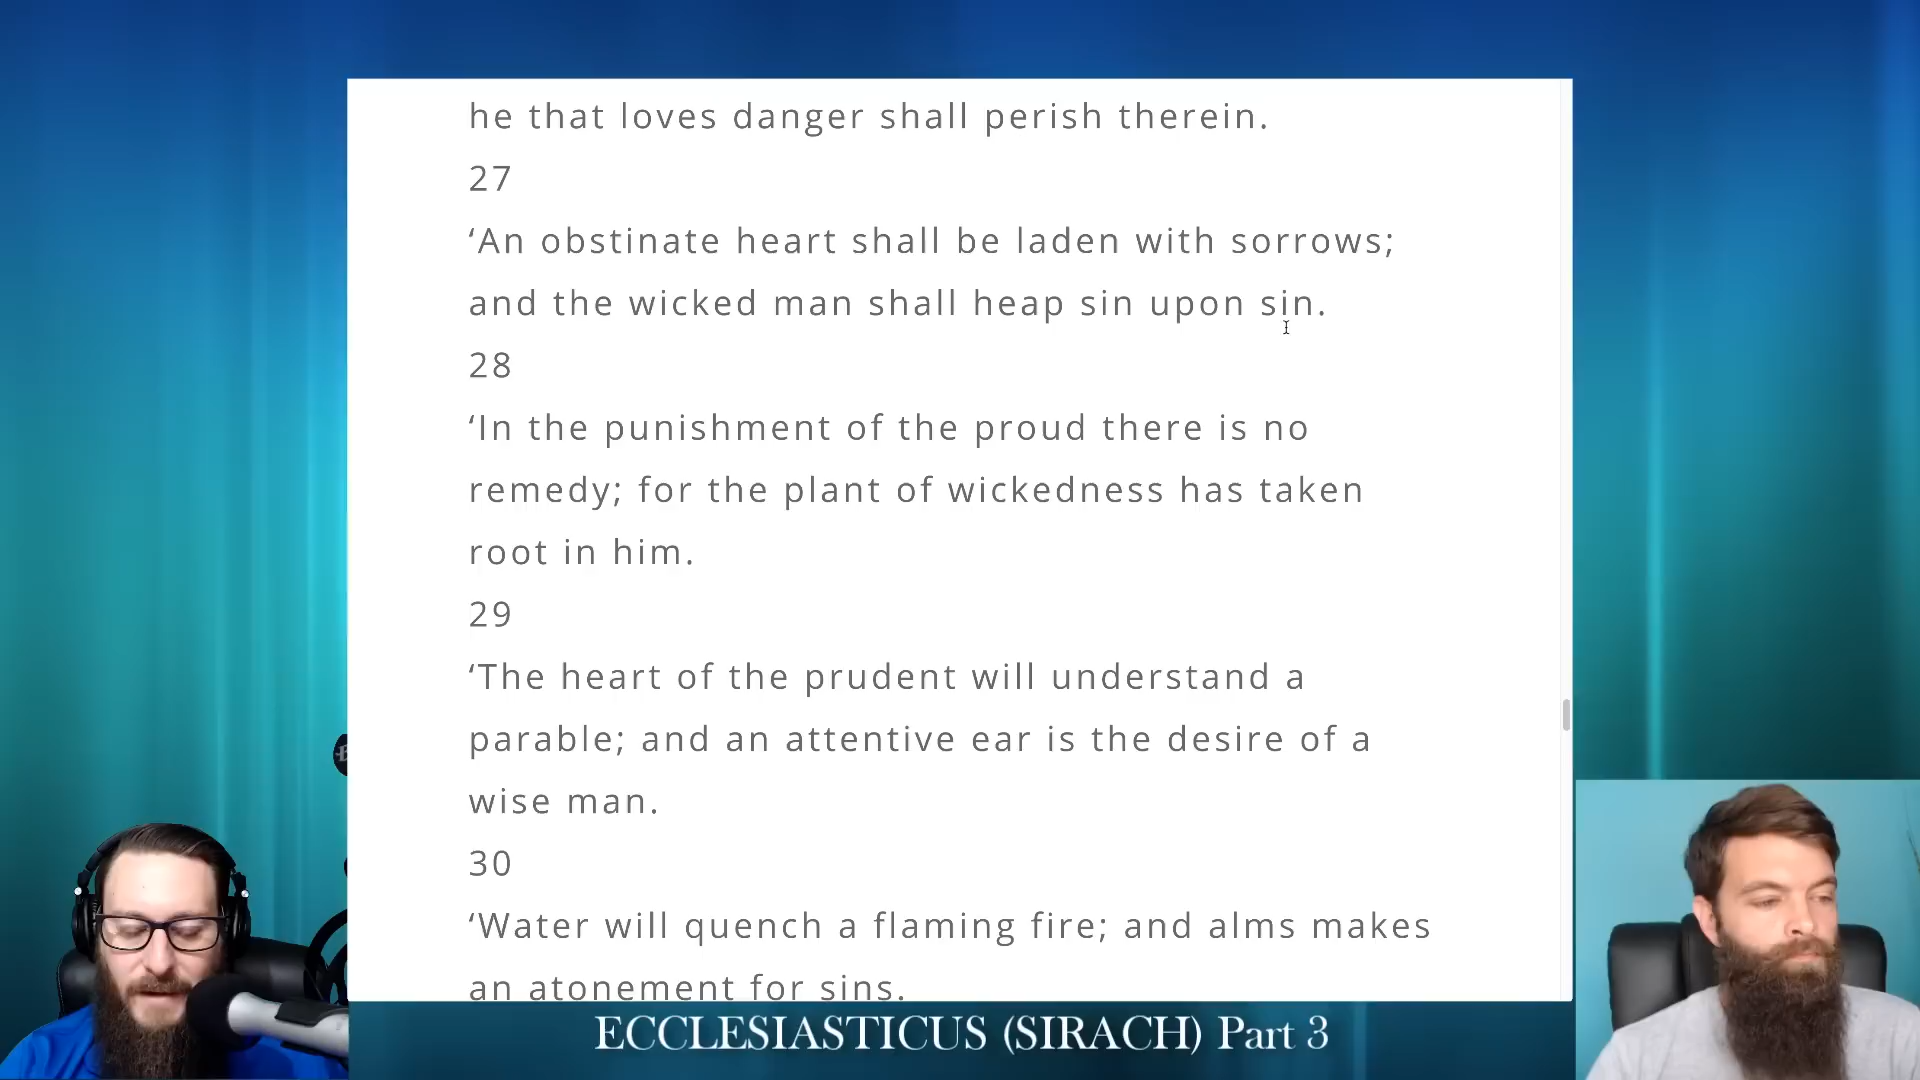 he that loves danger shall perish therein.
27
‘An obstinate heart shall be laden with sorrows;
and the wicked man shall heap sin upon sin.
28
‘In the punishment of the proud there is no
remedy; for the plant of wickedness has taken
root in him.
29
‘The heart of the prudent will understand a
parable; and an attentive ear is the desire of a
wise man.
30
‘Water will quench a flaming fire; and alms makes
an atonement for sins.
ECCLESIASTICUS (SIRACH) Part 3